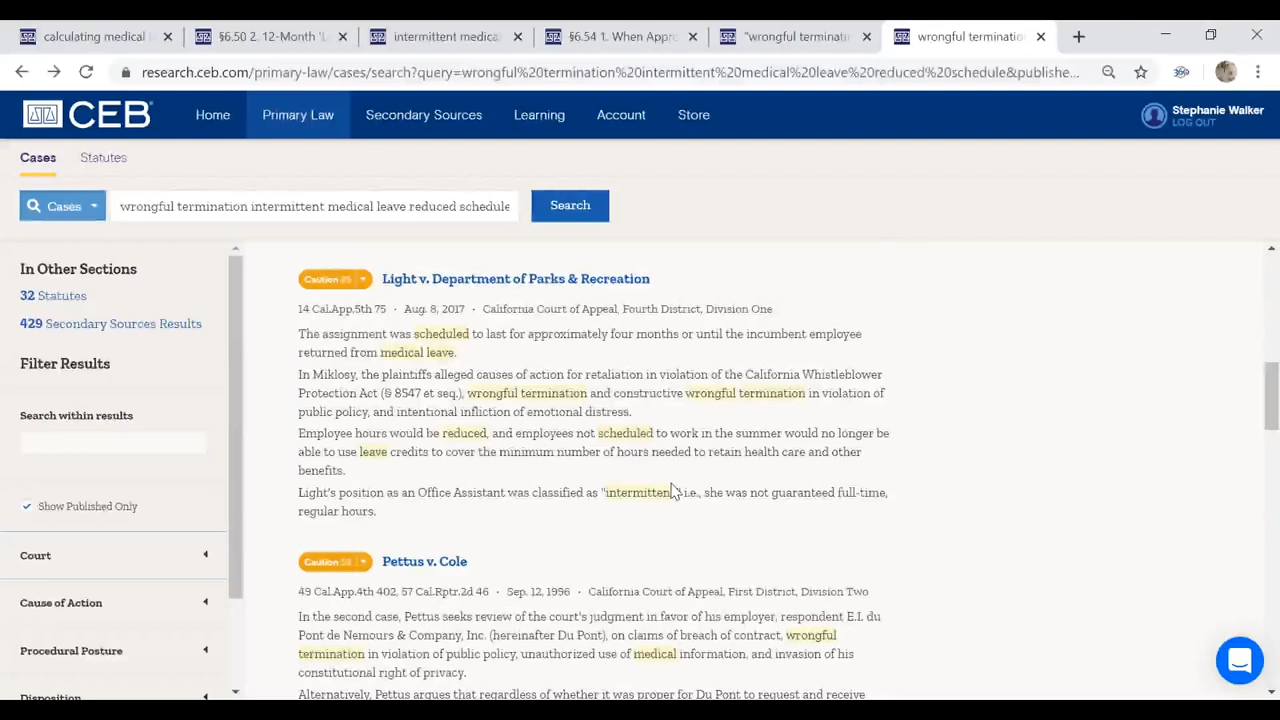 calculating medical
§6.50 2. 12-Month 'L
intermittent medica
§6.54 1. When Appro
"wrongful terminati
wrongful termination
research.ceb.com/primary-law/cases/search?query=wrongful%20termination%20intermittent%20medical%20leave%20reduced%20schedule&publishe...
CEB
Home
Primary Law
Secondary Sources
Learning
Account
Store
Stephanie Walker
LOG OUT
Cases
Statutes
Cases
wrongful termination intermittent medical leave reduced schedule
Search
In Other Sections
32 Statutes
429 Secondary Sources Results
Filter Results
Search within results
Show Published Only
Court
Cause of Action
Procedural Posture
Disposition
Light v. Department of Parks & Recreation
14 Cal.App.5th 75 · Aug. 8, 2017 · California Court of Appeal, Fourth District, Division One
The assignment was scheduled to last for approximately four months or until the incumbent employee
returned from medical leave.
In Miklosy, the plaintiffs alleged causes of action for retaliation in violation of the California Whistleblower
Protection Act (§ 8547 et seq.), wrongful termination and constructive wrongful termination in violation of
public policy, and intentional infliction of emotional distress.
Employee hours would be reduced, and employees not scheduled to work in the summer would no longer be
able to use leave credits to cover the minimum number of hours needed to retain health care and other
benefits.
Light's position as an Office Assistant was classified as "intermittent," i.e., she was not guaranteed full-time,
regular hours.
Caution
Pettus v. Cole
49 Cal.App.4th 402, 57 Cal.Rptr.2d 46 · Sep. 12, 1996 · California Court of Appeal, First District, Division Two
In the second case, Pettus seeks review of the court's judgment in favor of his employer, respondent E.I. du
Pont de Nemours & Company, Inc. (hereinafter Du Pont), on claims of breach of contract, wrongful
termination in violation of public policy, unauthorized use of medical information, and invasion of his
constitutional right of privacy.
Alternatively, Pettus argues that regardless of whether it was proper for Du Pont to request and receive